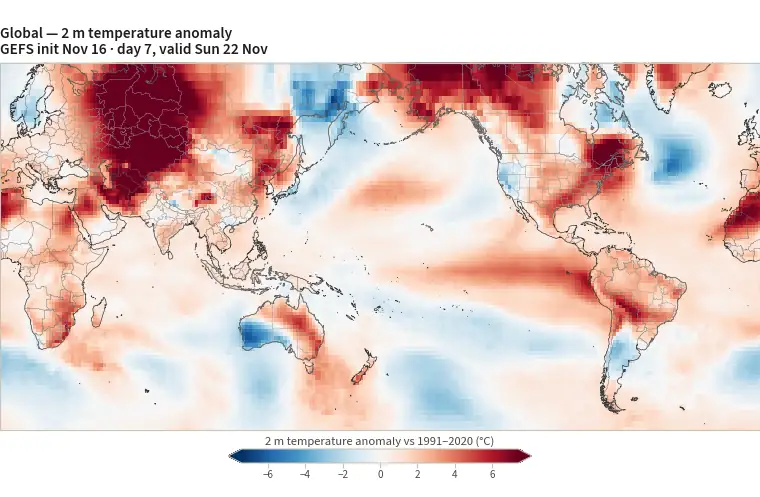 Global — 2 m temperature anomaly
GEFS init Nov 16 · day 7, valid Sun 22 Nov
2 m temperature anomaly vs 1991–2020 (°C)
−6 −4 −2 0 2 4 6